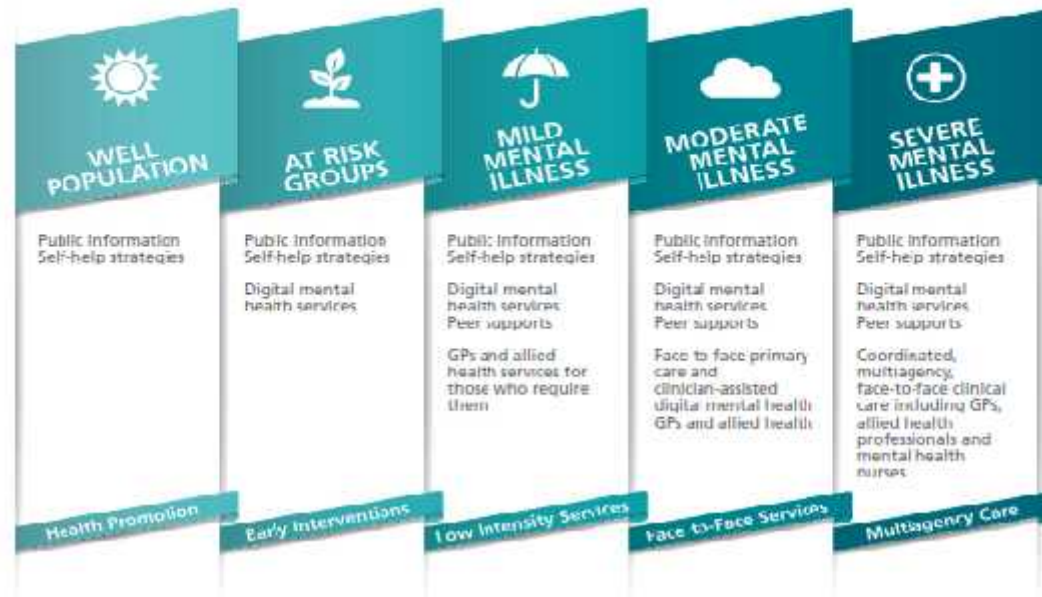 WELL
POPULATION
Public Information
Self-help strategies
Health Promotion
AT RISK
GROUPS
Public Information
Self-help strategies
Digital mental
health services
Early Interventions
MILD
MENTAL
ILLNESS
Public Information
Self-help strategies
Digital mental
health services
Peer supports
GPs and allied
health services for
those who require
them
Low Intensity Services
MODERATE
MENTAL
ILLNESS
Public Information
Self-help strategies
Digital mental
health services
Peer supports
Face to face primary
care and
clinician-assisted
digital mental health
GPs and allied health
Face to-Face Services
SEVERE
MENTAL
ILLNESS
Public Information
Self-help strategies
Digital mental
health services
Peer supports
Coordinated,
multiagency,
face-to-face clinical
care including GPs,
allied health
professionals and
mental health
nurses
Multiagency Care